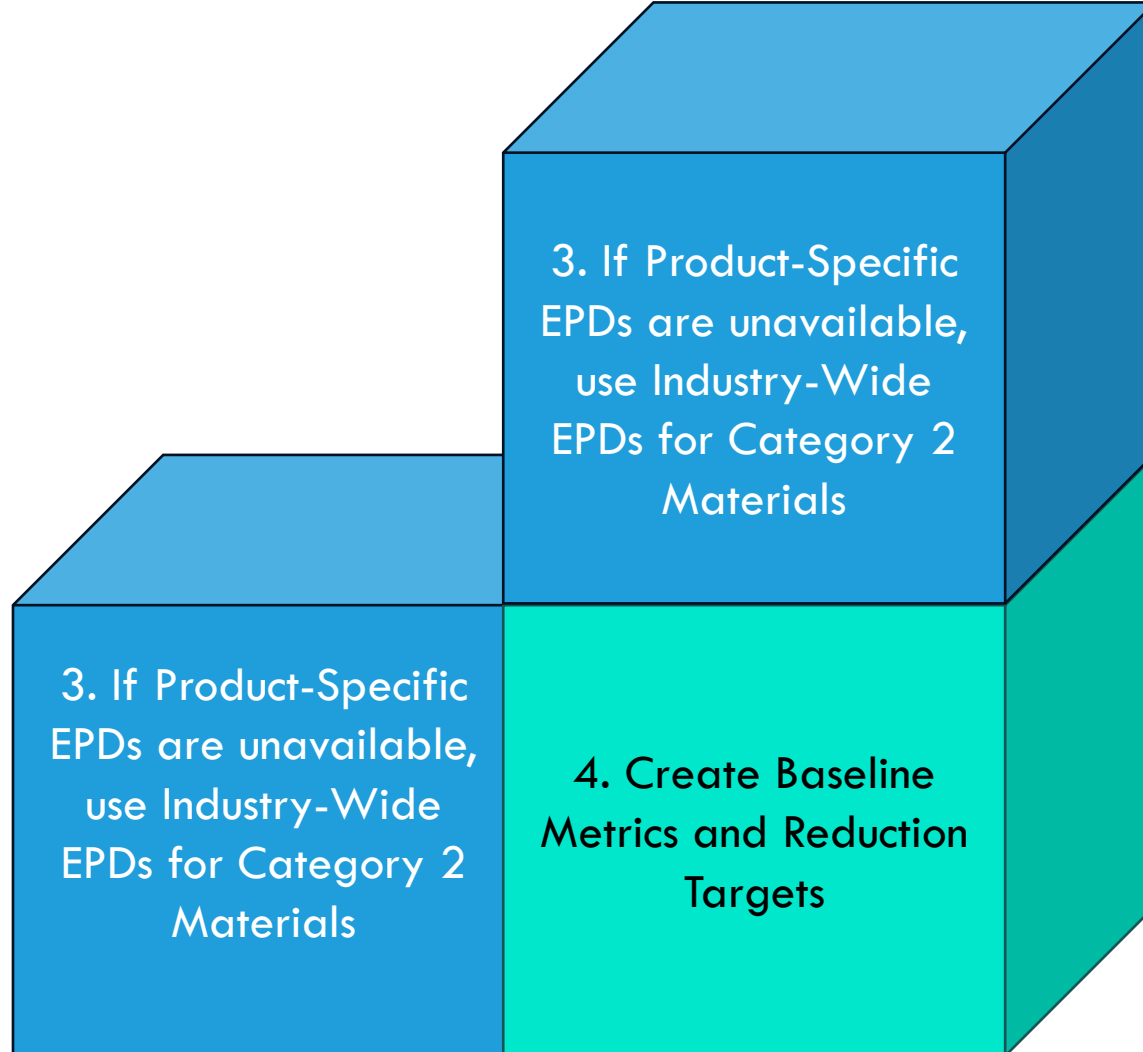 3. If Product-Specific
EPDs are unavailable,
use Industry-Wide
EPDs for Category 2
Materials
3. If Product-Specific
EPDs are unavailable,
use Industry-Wide
EPDs for Category 2
Materials
4. Create Baseline
Metrics and Reduction
Targets